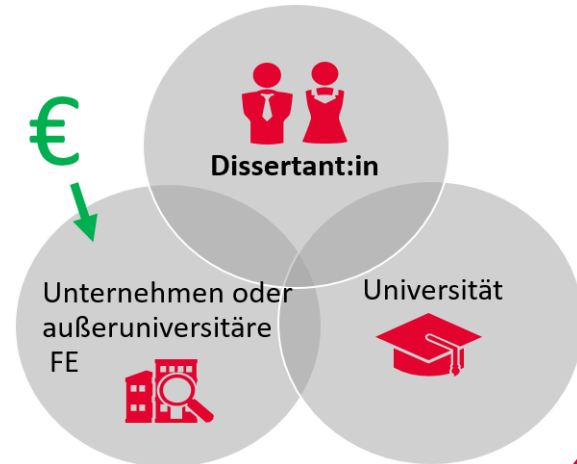 €
Dissertant:in
Unternehmen oder
außeruniversitäre
FE
Universität